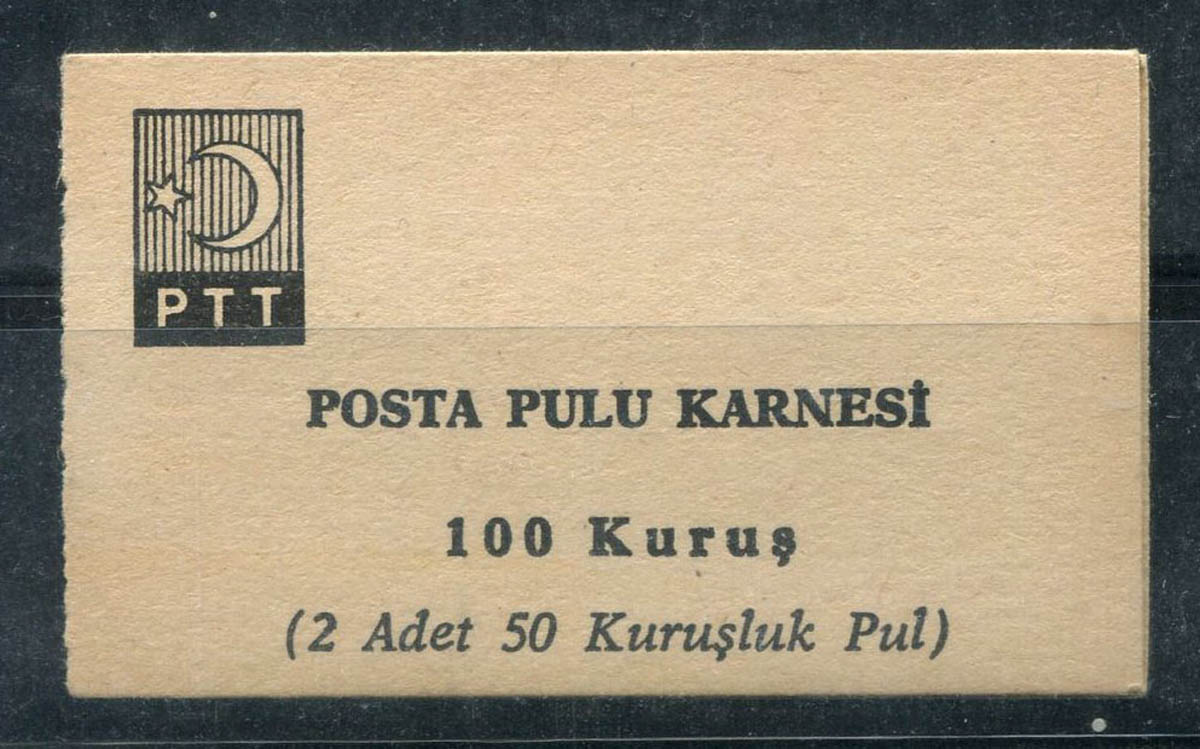 PTT
POSTA PULU KARNESİ
100 Kuruş
(2 Adet 50 Kuruşluk Pul)